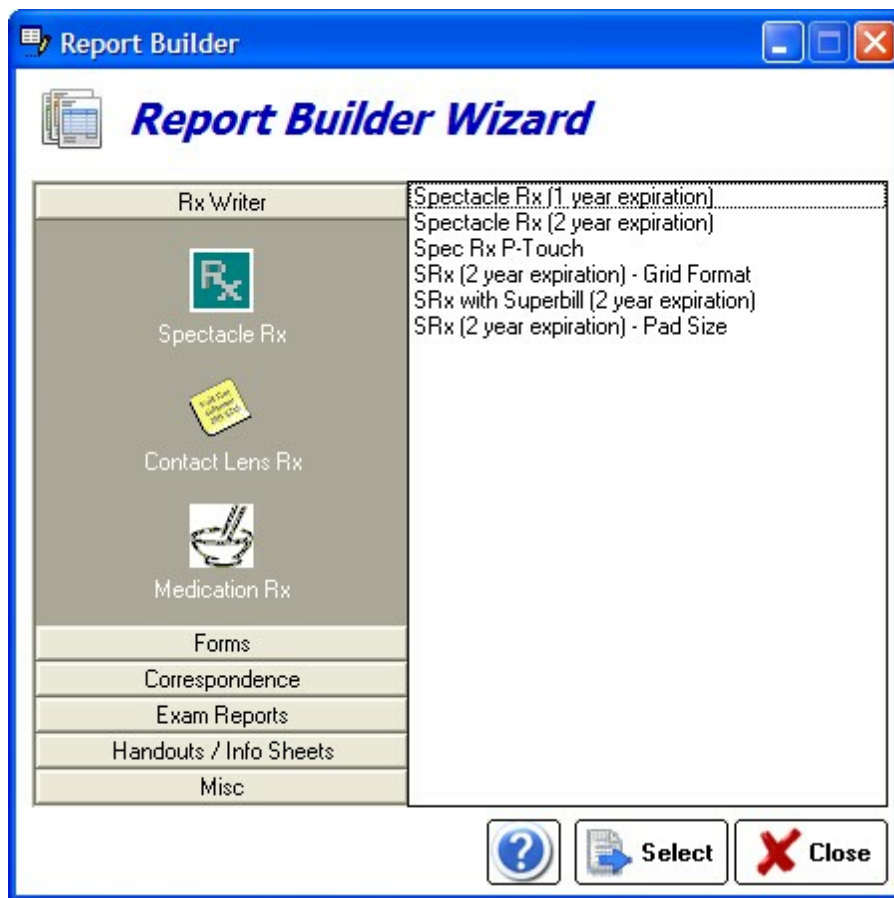 Report Builder
Report Builder Wizard
Rx Writer
Spectacle Rx
Contact Lens Rx
Medication Rx
Forms
Correspondence
Exam Reports
Handouts / Info Sheets
Misc
Spectacle Rx (1 year expiration)
Spectacle Rx (2 year expiration)
Spec Rx P-Touch
SRx (2 year expiration) - Grid Format
SRx with Superbill (2 year expiration)
SRx (2 year expiration) - Pad Size
Select
Close